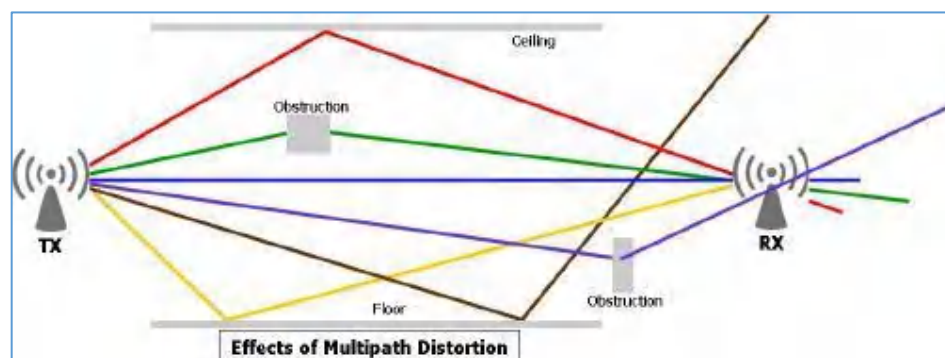 Ceiling
Obstruction
TX
RX
Obstruction
Floor
Effects of Multipath Distortion